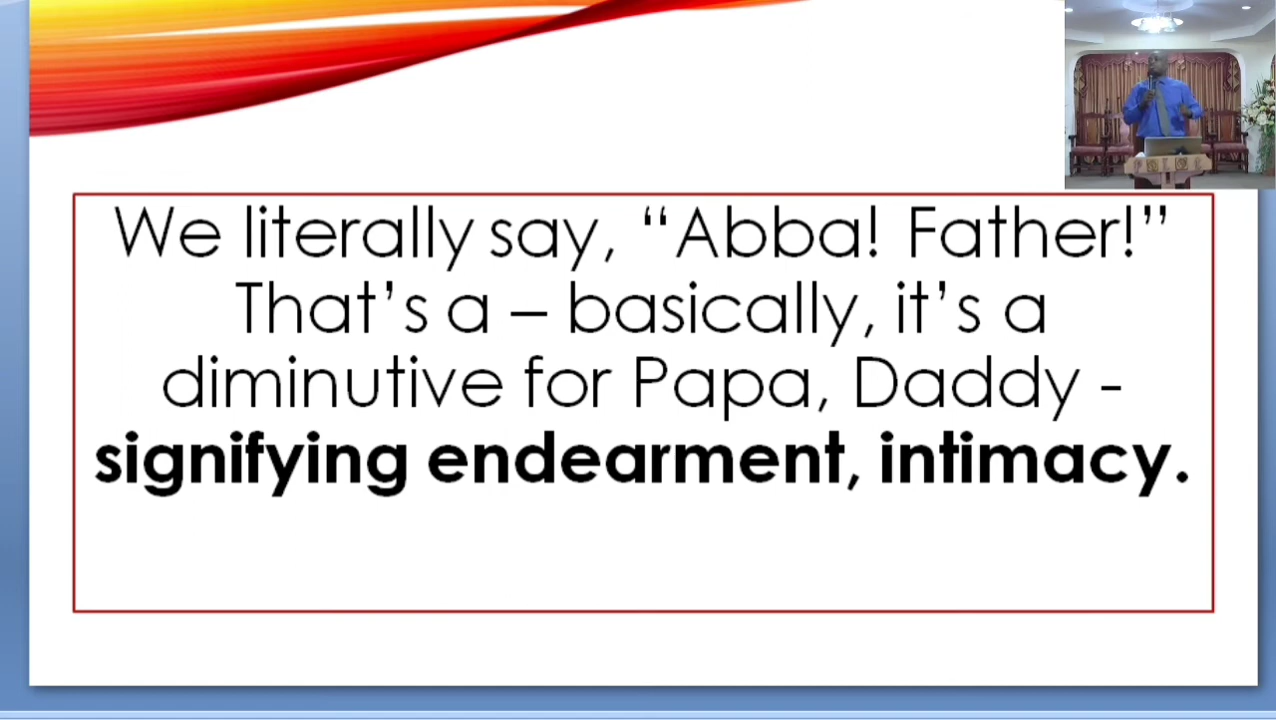 We literally say, “Abba! Father!”
That’s a – basically, it’s a
diminutive for Papa, Daddy -
signifying endearment, intimacy.